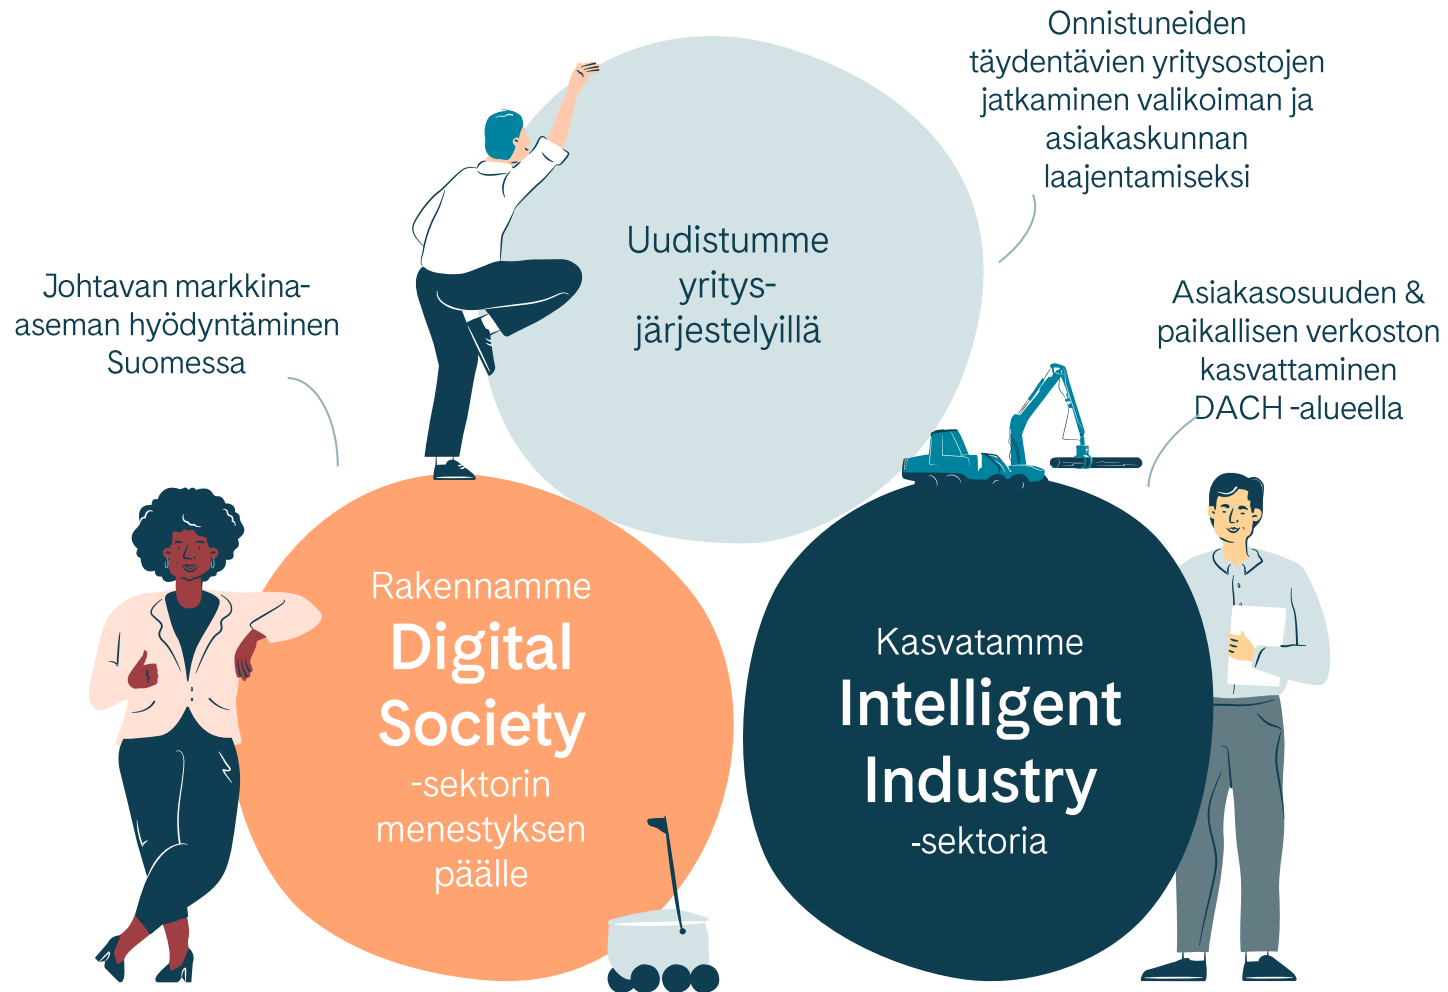 Onnistuneiden
täydentävien yritysostojen
jatkaminen valikoiman ja
asiakaskunnan
laajentamiseksi
Uudistumme
yritys-
järjestelyillä
Johtavan markkina-
aseman hyödyntäminen
Suomessa
Asiakasosuuden &
paikallisen verkoston
kasvattaminen
DACH -alueella
Rakennamme
Digital
Society
-sektorin
menestyksen
päälle
Kasvatamme
Intelligent
Industry
-sektoria